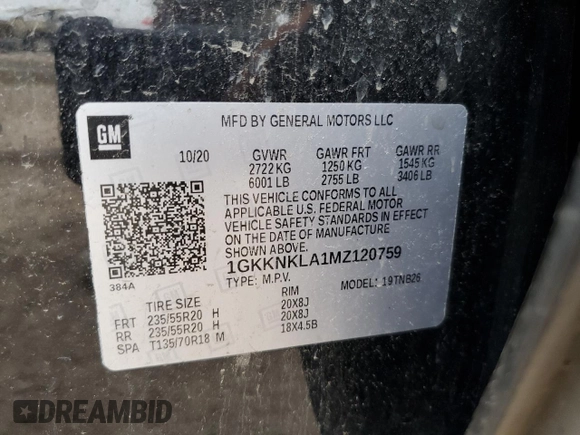 GM
MFD BY GENERAL MOTORS LLC
10/20 GVWR GAWR FRT GAWR RR
2722 KG 1250 KG 1545 KG
6001 LB 2755 LB 3406 LB
THIS VEHICLE CONFORMS TO ALL
APPLICABLE U.S. FEDERAL MOTOR
VEHICLE SAFETY STANDARDS IN EFFECT
ON THE DATE OF MANUFACTURE
SHOWN ABOVE.
384A
1GKKNKLA1MZ120759
TYPE: M.P.V. MODEL: 19TNB26
TIRE SIZE RIM
FRT 235/55R20 H 20X8J
RR 235/55R20 H 20X8J
SPA T135/70R18 M 18X4.5B
DREAMBID